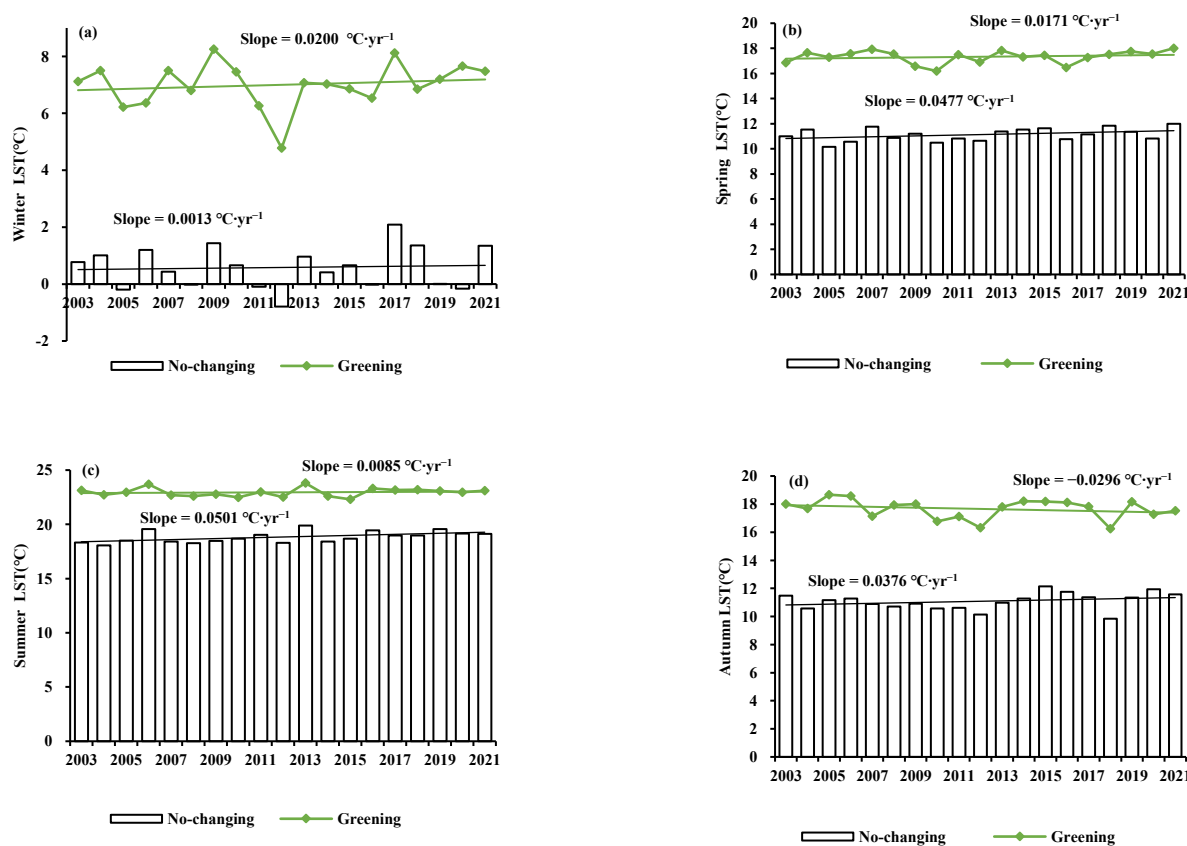 (a)
Slope = 0.0200 °C·yr⁻¹
Slope = 0.0013 °C·yr⁻¹
Winter LST(°C)
8
6
4
2
0
-2
2003 2005 2007 2009 2011 2013 2015 2017 2019 2021
No-changing Greening
(b)
Slope = 0.0171 °C·yr⁻¹
Slope = 0.0477 °C·yr⁻¹
Spring LST(°C)
20
18
16
14
12
10
8
6
4
2
0
2003 2005 2007 2009 2011 2013 2015 2017 2019 2021
No-changing Greening
(c)
Slope = 0.0085 °C·yr⁻¹
Slope = 0.0501 °C·yr⁻¹
Summer LST(°C)
25
20
15
10
5
0
2003 2005 2007 2009 2011 2013 2015 2017 2019 2021
No-changing Greening
(d)
Slope = −0.0296 °C·yr⁻¹
Slope = 0.0376 °C·yr⁻¹
Autumn LST(°C)
20
18
16
14
12
10
8
6
4
2
0
2003 2005 2007 2009 2011 2013 2015 2017 2019 2021
No-changing Greening